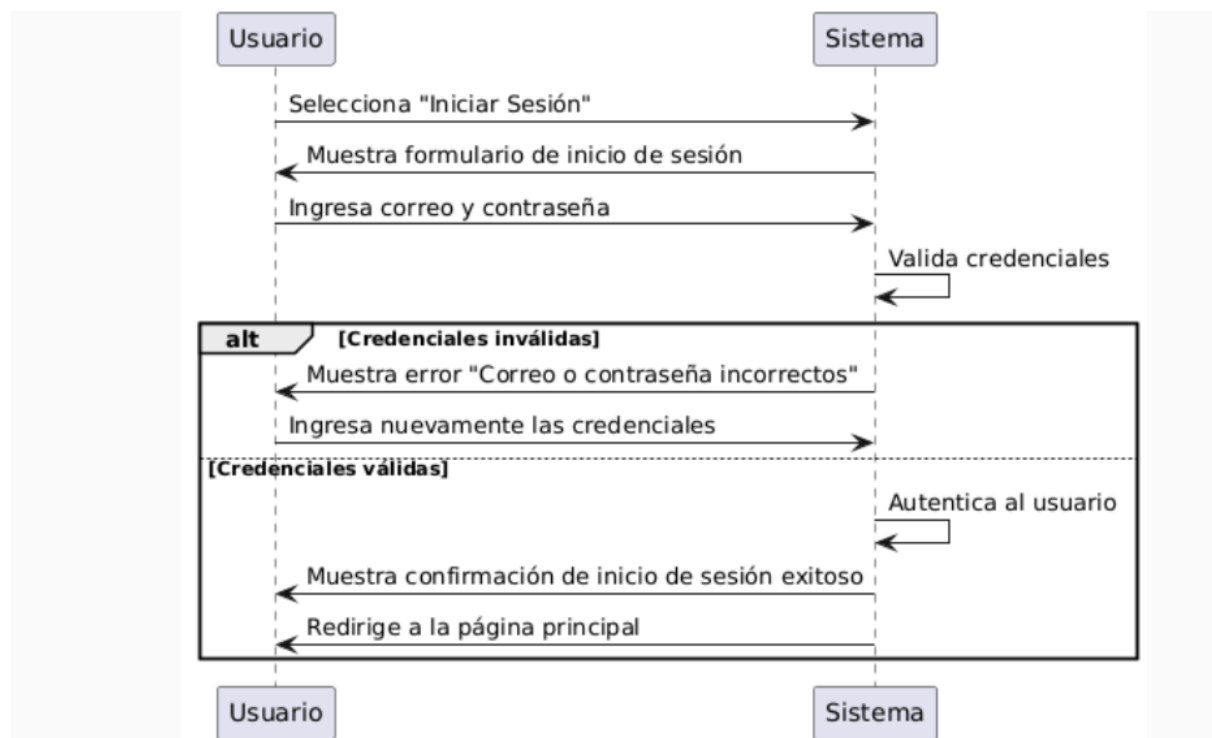 Usuario
Sistema
Selecciona "Iniciar Sesión"
Muestra formulario de inicio de sesión
Ingresa correo y contraseña
Valida credenciales
alt
[Credenciales inválidas]
Muestra error "Correo o contraseña incorrectos"
Ingresa nuevamente las credenciales
[Credenciales válidas]
Autentica al usuario
Muestra confirmación de inicio de sesión exitoso
Redirige a la página principal
Usuario
Sistema